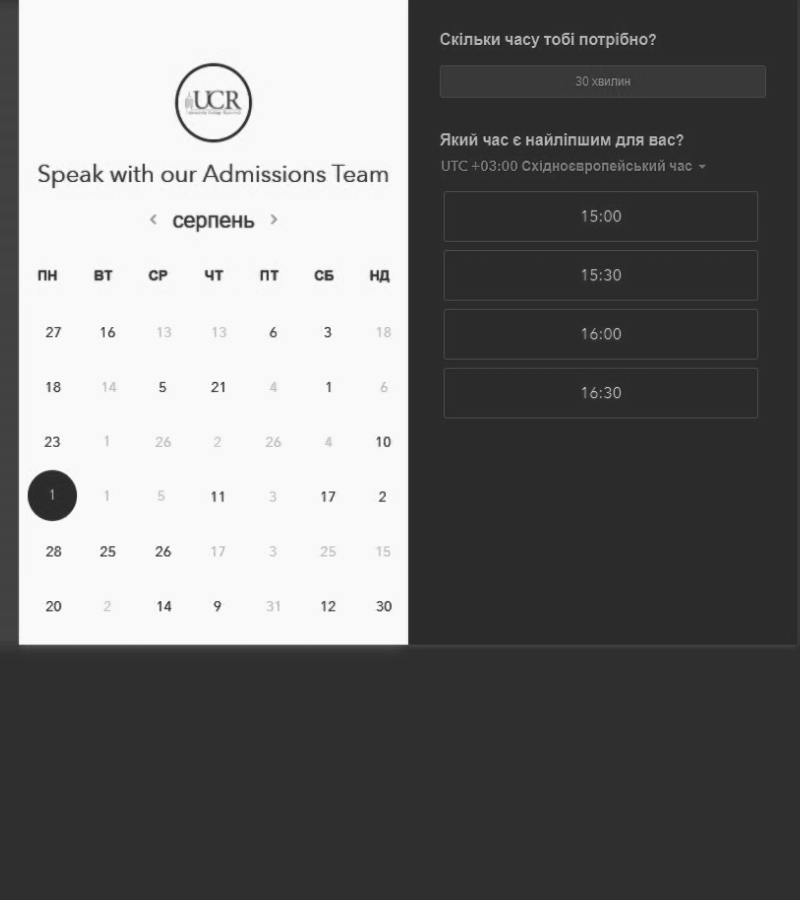 UCR
Speak with our Admissions Team
< серпень >
ПН ВТ СР ЧТ ПТ СБ НД
27 16 13 13 6 3 18
18 14 5 21 4 1 6
23 1 26 2 26 4 10
1 1 5 11 3 17 2
28 25 26 17 3 25 15
20 2 14 9 31 12 30
Скільки часу тобі потрібно?
30 хвилин
Який час є найліпшим для вас?
UTC +03:00 Східноєвропейський час
15:00
15:30
16:00
16:30